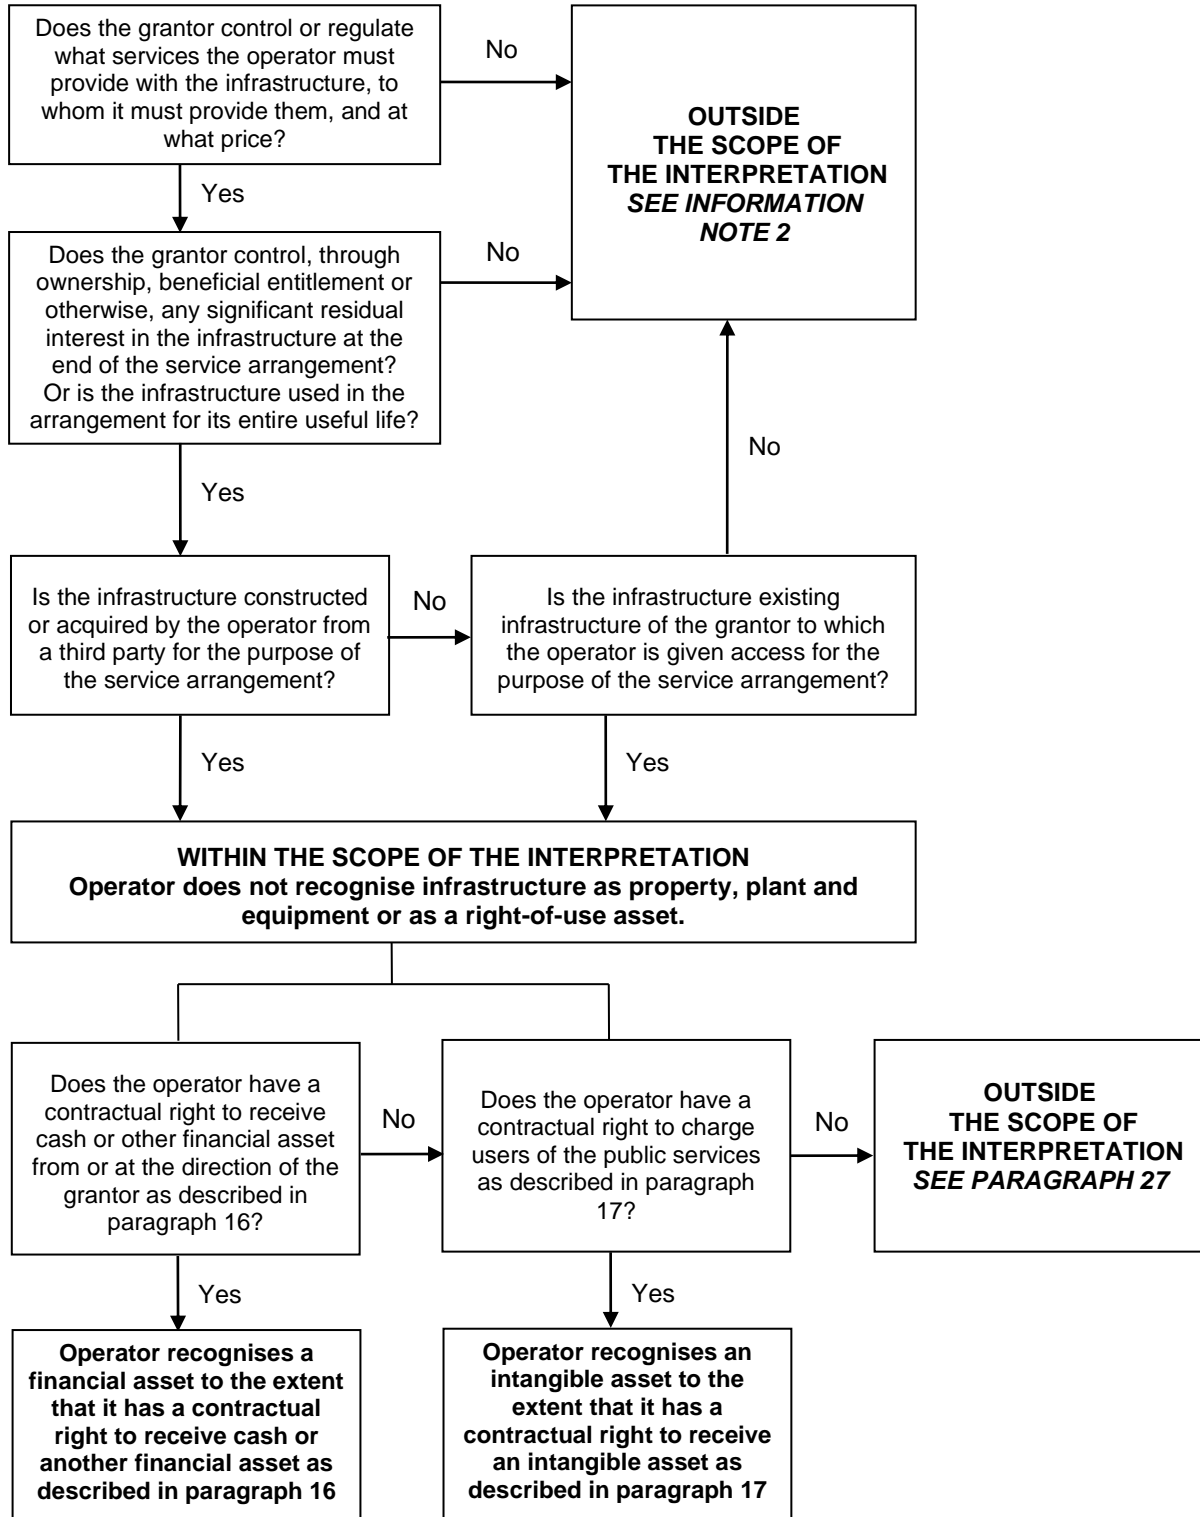 Does the grantor control or regulate
what services the operator must
provide with the infrastructure, to
whom it must provide them, and at
what price?
No
OUTSIDE
THE SCOPE OF
THE INTERPRETATION
SEE INFORMATION
NOTE 2
Yes
Does the grantor control, through
ownership, beneficial entitlement or
otherwise, any significant residual
interest in the infrastructure at the
end of the service arrangement?
Or is the infrastructure used in the
arrangement for its entire useful life?
No
No
Yes
Is the infrastructure constructed
or acquired by the operator from
a third party for the purpose of
the service arrangement?
No
Is the infrastructure existing
infrastructure of the grantor to which
the operator is given access for the
purpose of the service arrangement?
Yes
Yes
WITHIN THE SCOPE OF THE INTERPRETATION
Operator does not recognise infrastructure as property, plant and
equipment or as a right-of-use asset.
Does the operator have a
contractual right to receive
cash or other financial asset
from or at the direction of the
grantor as described in
paragraph 16?
No
Does the operator have a
contractual right to charge
users of the public services
as described in paragraph
17?
No
OUTSIDE
THE SCOPE OF
THE INTERPRETATION
SEE PARAGRAPH 27
Yes
Yes
Operator recognises a
financial asset to the extent
that it has a contractual
right to receive cash or
another financial asset as
described in paragraph 16
Operator recognises an
intangible asset to the
extent that it has a
contractual right to receive
an intangible asset as
described in paragraph 17